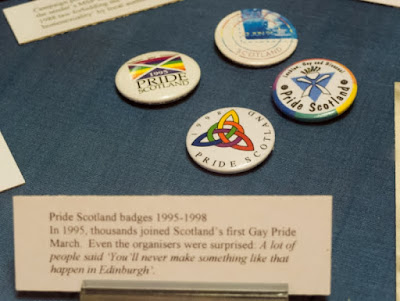 1995
PRIDE
SCOTLAND
SCOTLAND
Lesbian, Gay and Bisexual
Pride Scotland
1998
PRIDE SCOTLAND
Pride Scotland badges 1995-1998
In 1995, thousands joined Scotland's first Gay Pride
March. Even the organisers were surprised: A lot of
people said 'You'll never make something like that
happen in Edinburgh'.